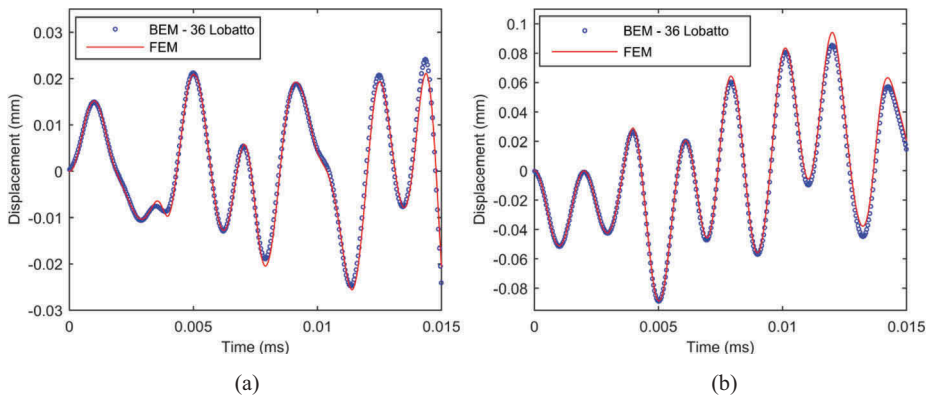 BEM - 36 Lobatto
FEM
Displacement (mm)
0.03
0.02
0.01
0
-0.01
-0.02
-0.03
0
0.005
0.01
0.015
Time (ms)
(a)
BEM - 36 Lobatto
FEM
Displacement (mm)
0.1
0.08
0.06
0.04
0.02
0
-0.02
-0.04
-0.06
-0.08
0
0.005
0.01
0.015
Time (ms)
(b)